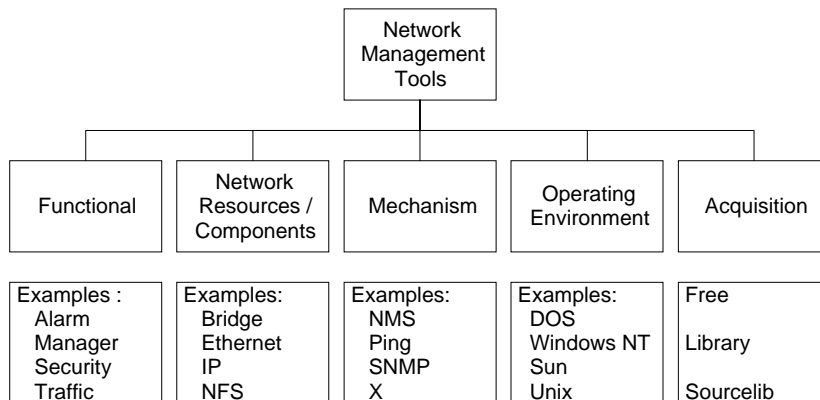 Network
Management
Tools
Functional
Network
Resources /
Components
Mechanism
Operating
Environment
Acquisition
Examples :
Alarm
Manager
Security
Traffic
Examples:
Bridge
Ethernet
IP
NFS
Examples:
NMS
Ping
SNMP
X
Examples:
DOS
Windows NT
Sun
Unix
Free
Library
Sourcelib